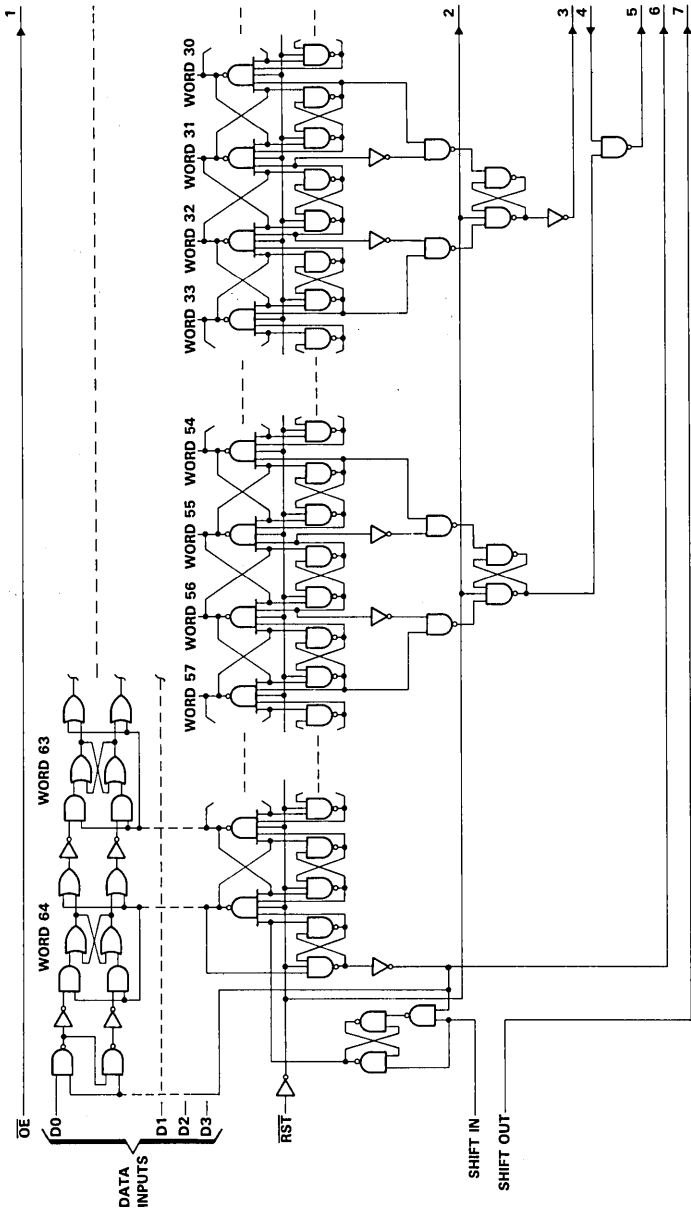 1
2
3
4
5
6
7
WORD 30
WORD 31
WORD 32
WORD 33
WORD 54
WORD 55
WORD 56
WORD 57
WORD 63
WORD 64
OE
D0
D1
D2
D3
DATA
INPUTS
RST
SHIFT IN
SHIFT OUT